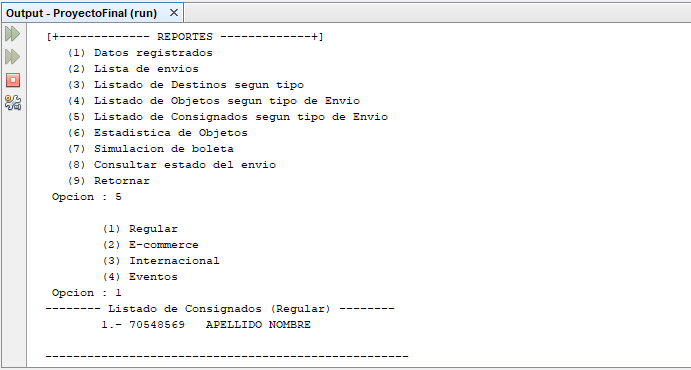 Output - ProyectoFinal (run) ×
[+------------- REPORTES -------------+]
(1) Datos registrados
(2) Lista de envios
(3) Listado de Destinos segun tipo
(4) Listado de Objetos segun tipo de Envio
(5) Listado de Consignados segun tipo de Envio
(6) Estadistica de Objetos
(7) Simulacion de boleta
(8) Consultar estado del envio
(9) Retornar
Opcion : 5
(1) Regular
(2) E-commerce
(3) Internacional
(4) Eventos
Opcion : 1
-------- Listado de Consignados (Regular) --------
1.- 70548569 APELLIDO NOMBRE
----------------------------------------------------